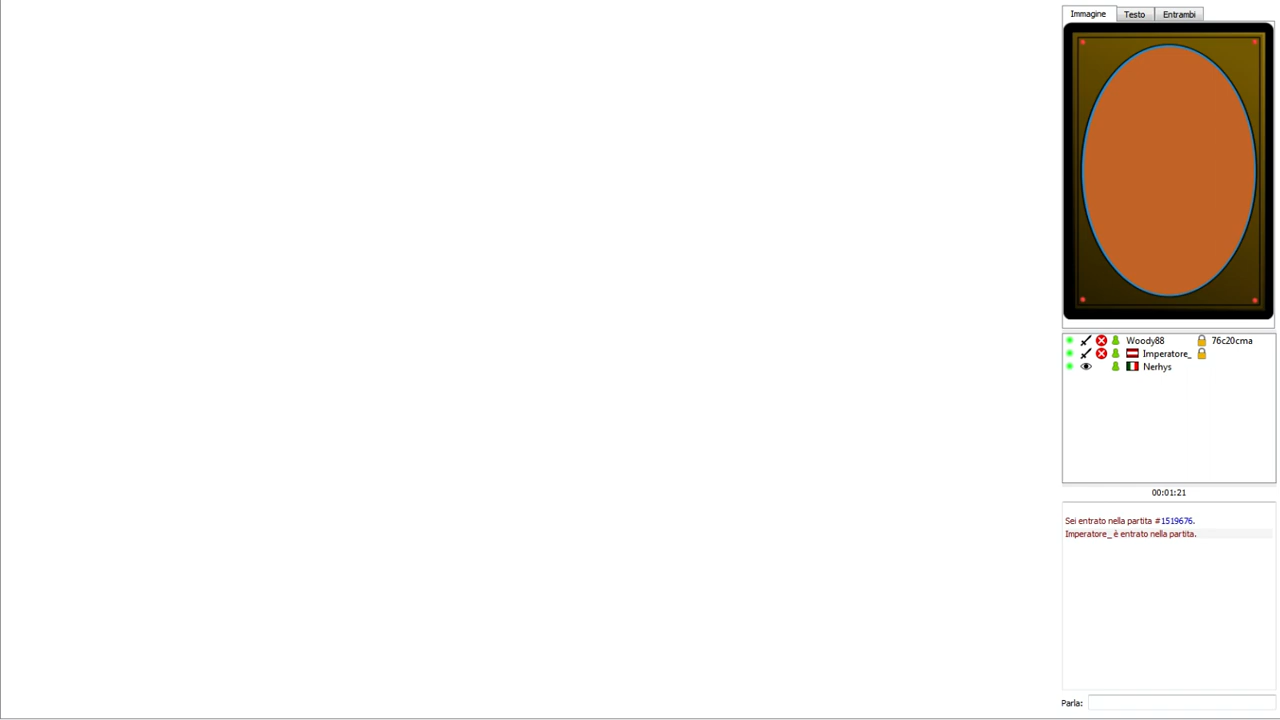 Immagine Testo Entrambi
Woody88 76c20cma
Imperatore_
Nerhys
00:01:21
Sei entrato nella partita #1519676.
Imperatore_ è entrato nella partita.
Parla: